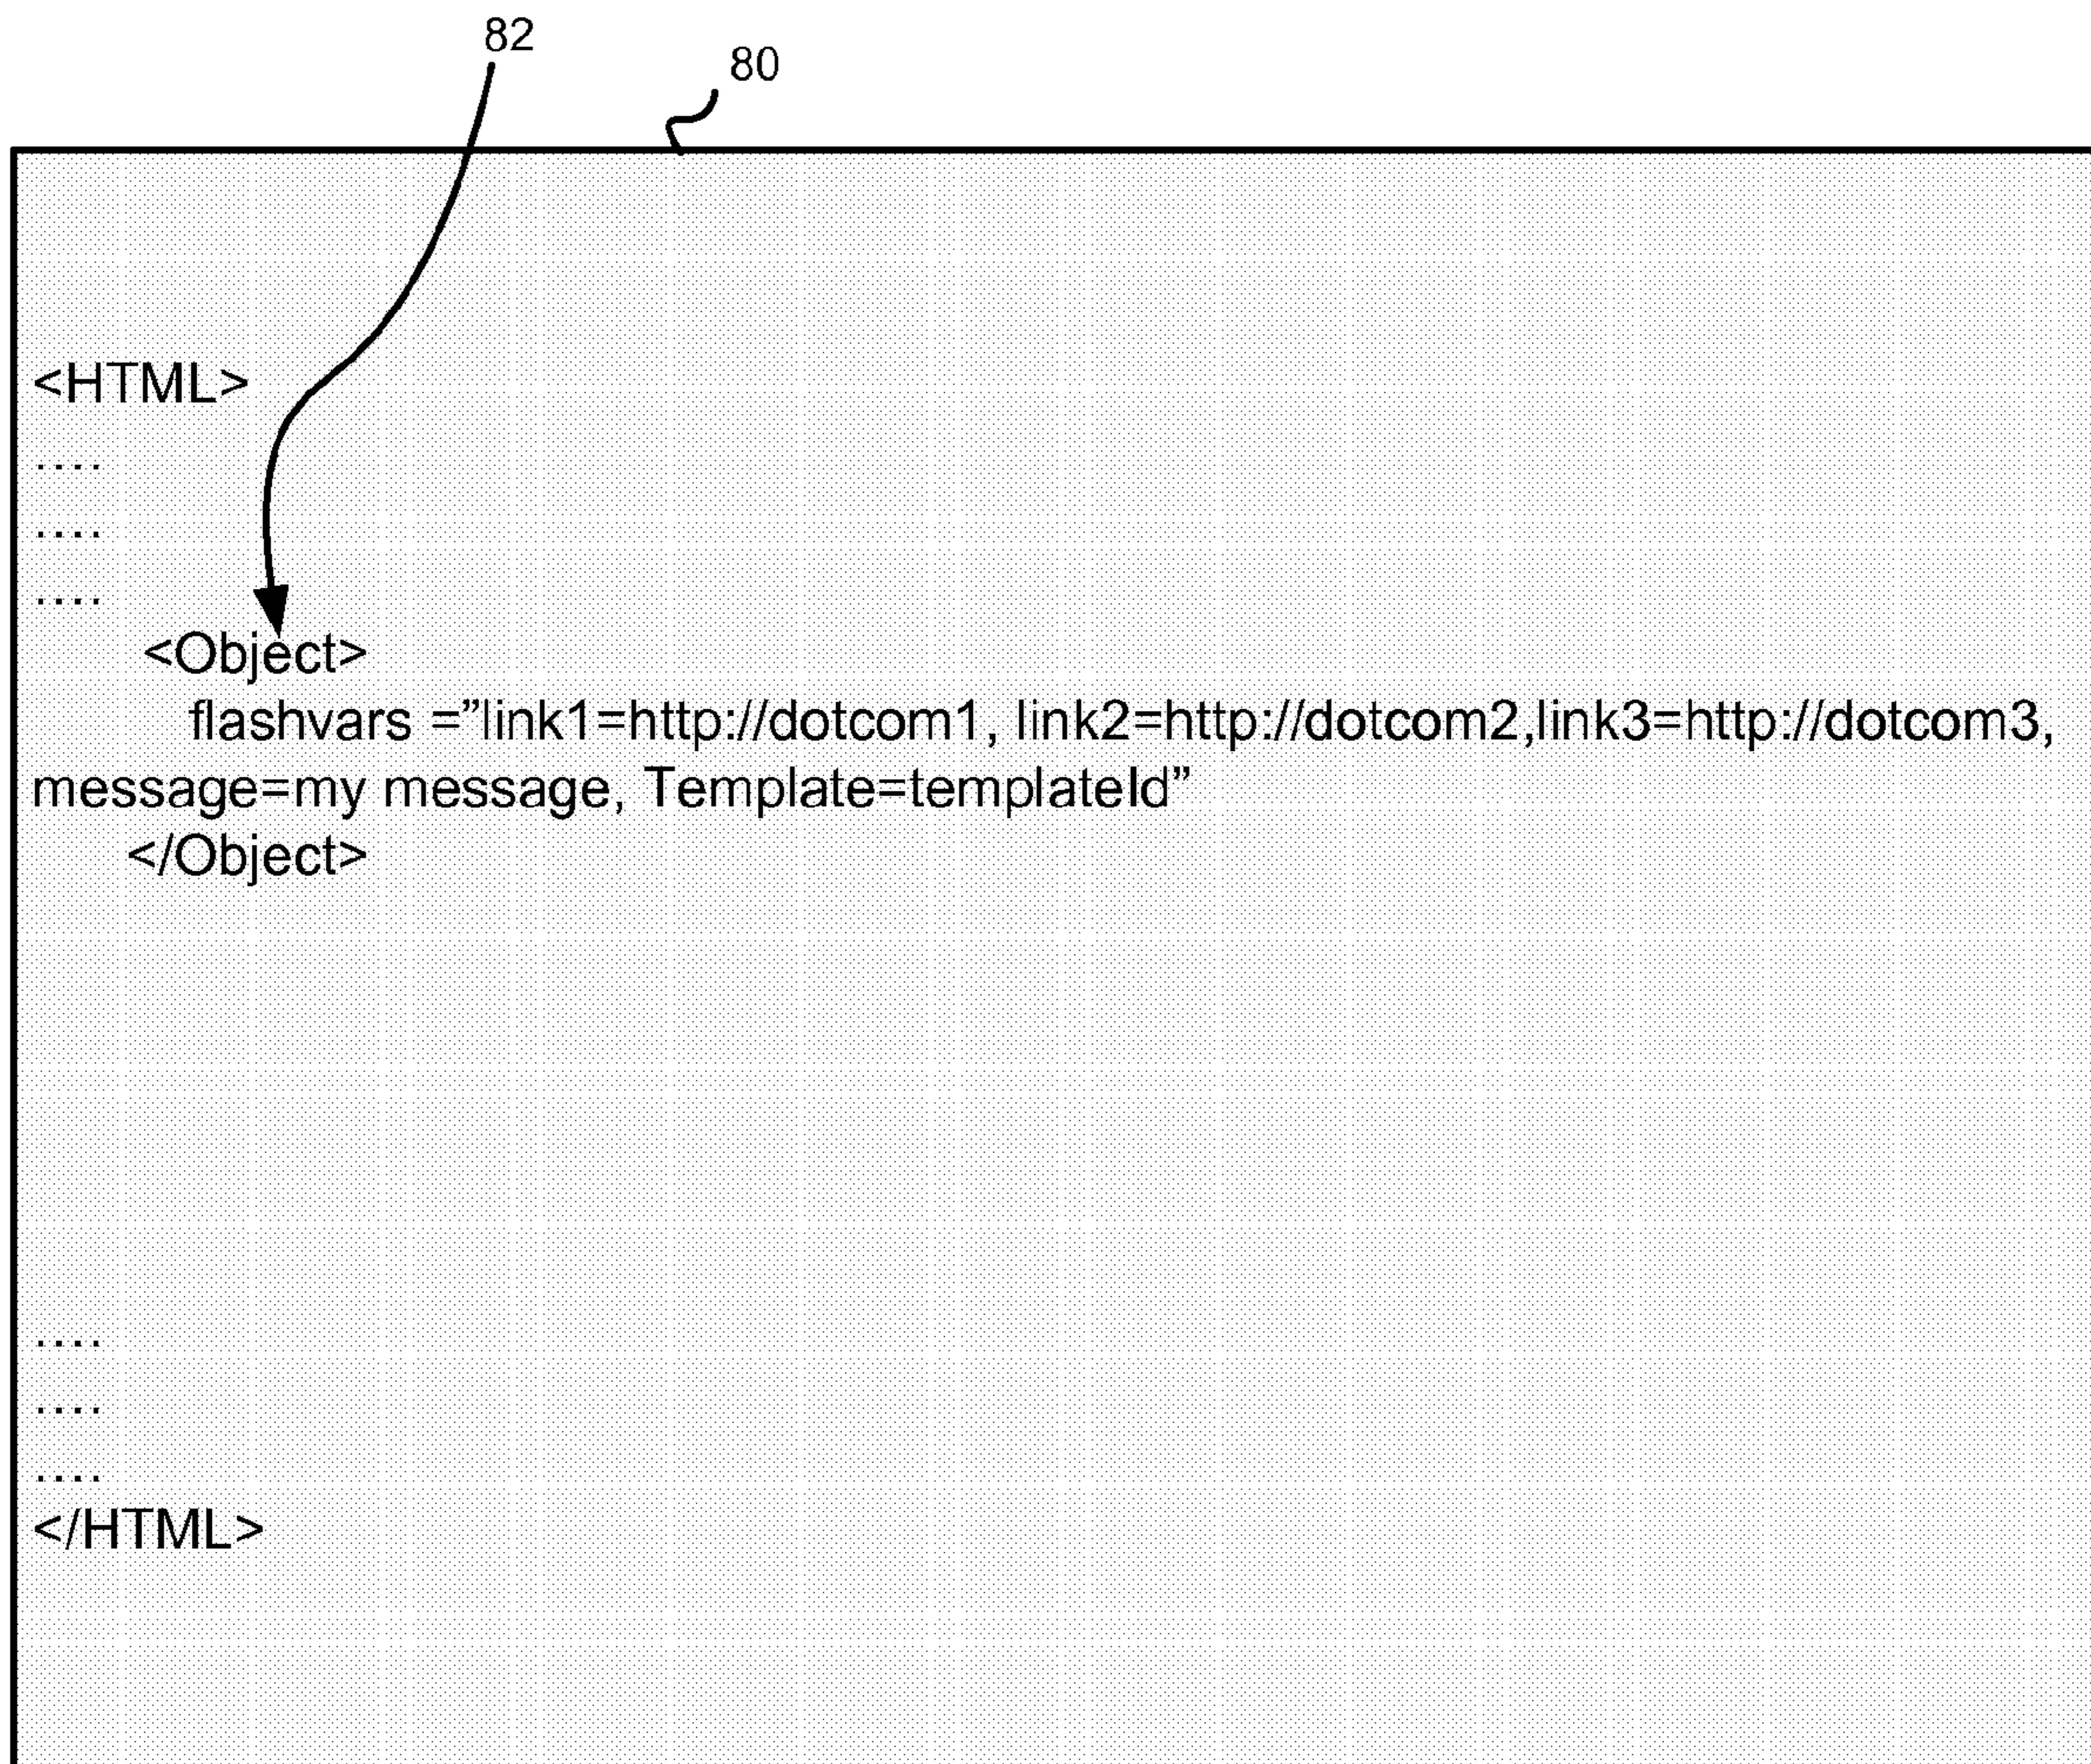 82
80
<HTML>
....
....
....
<Object>
flashvars =”link1=http://dotcom1, link2=http://dotcom2,link3=http://dotcom3,
message=my message, Template=templateId”
</Object>
....
....
....
</HTML>